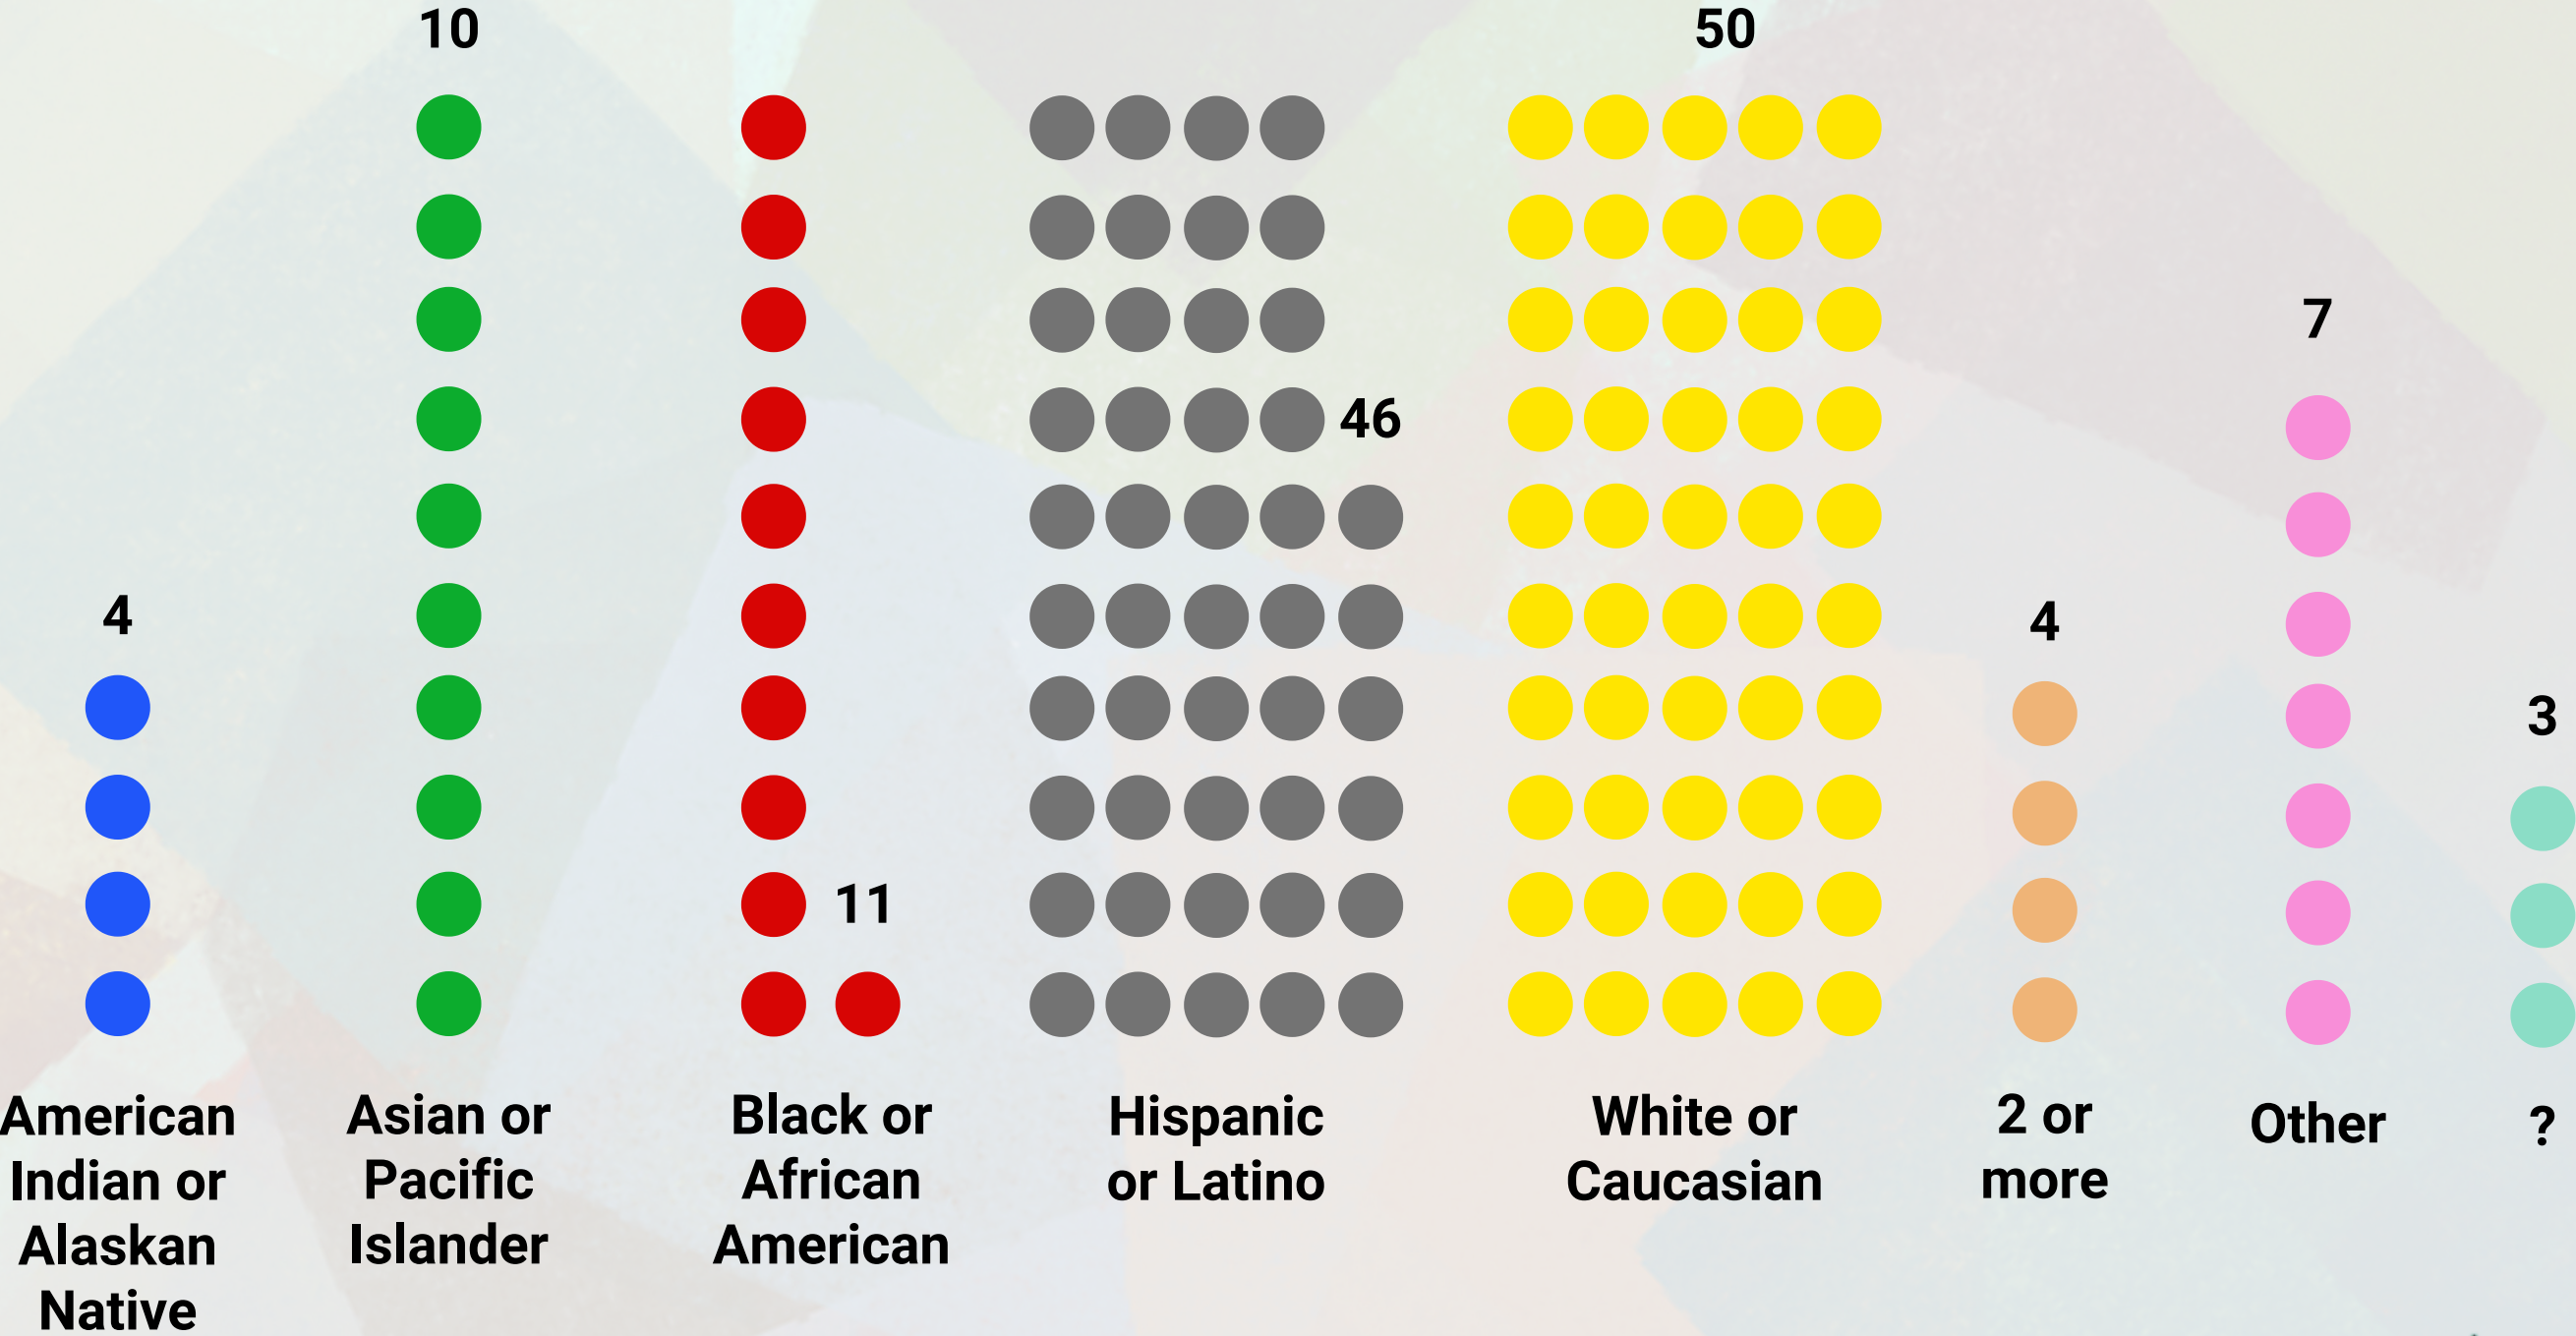 10
50
7
46
4
4
3
11
American
Indian or
Alaskan
Native
Asian or
Pacific
Islander
Black or
African
American
Hispanic
or Latino
White or
Caucasian
2 or
more
Other
?